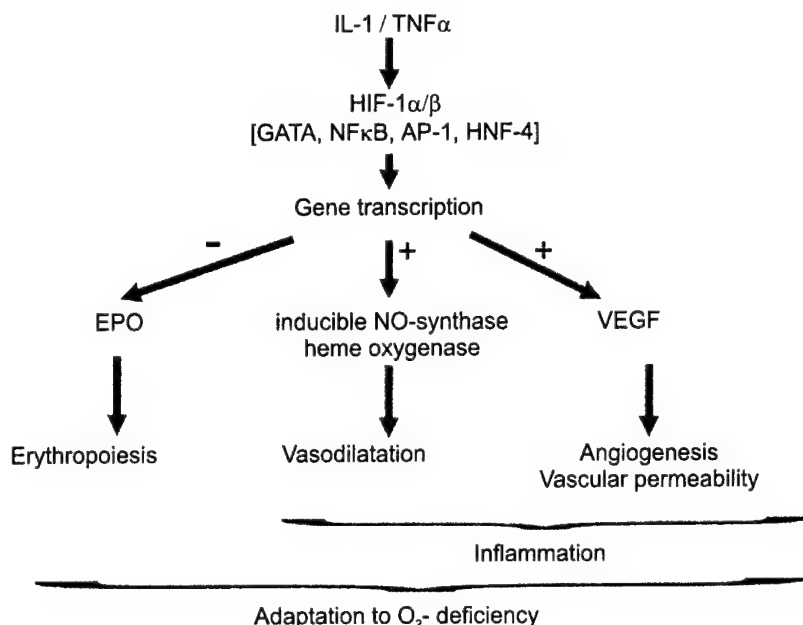 IL-1 / TNFα
HIF-1α/β
[GATA, NFκB, AP-1, HNF-4]
Gene transcription
- + +
EPO inducible NO-synthase VEGF
heme oxygenase
Erythropoiesis Vasodilatation Angiogenesis
Vascular permeability
Inflammation
Adaptation to O₂- deficiency